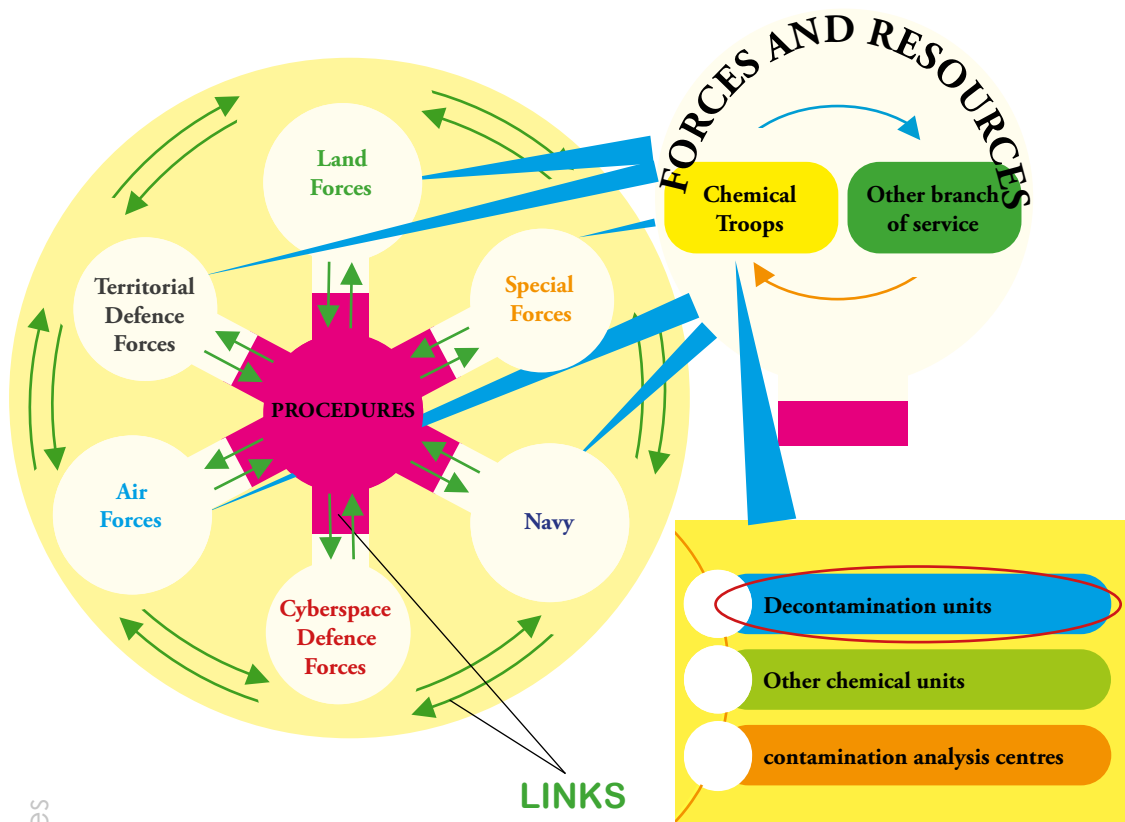 FORCES AND RESOURCES
Land
Forces
Chemical
Troops
Other branch
of service
Territorial
Defence
Forces
Special
Forces
PROCEDURES
Air
Forces
Navy
Cyberspace
Defence
Forces
Decontamination units
Other chemical units
contamination analysis centres
LINKS
es